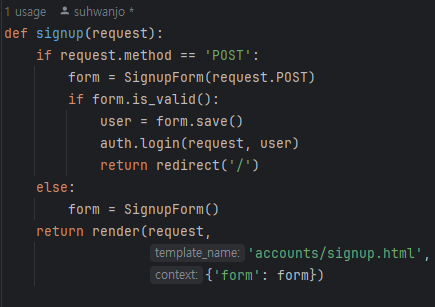 1 usage suhwanjo *
def signup(request):
    if request.method == 'POST':
        form = SignupForm(request.POST)
        if form.is_valid():
            user = form.save()
            auth.login(request, user)
            return redirect('/')
    else:
        form = SignupForm()
    return render(request,
                  template_name: 'accounts/signup.html',
                  context: {'form': form})